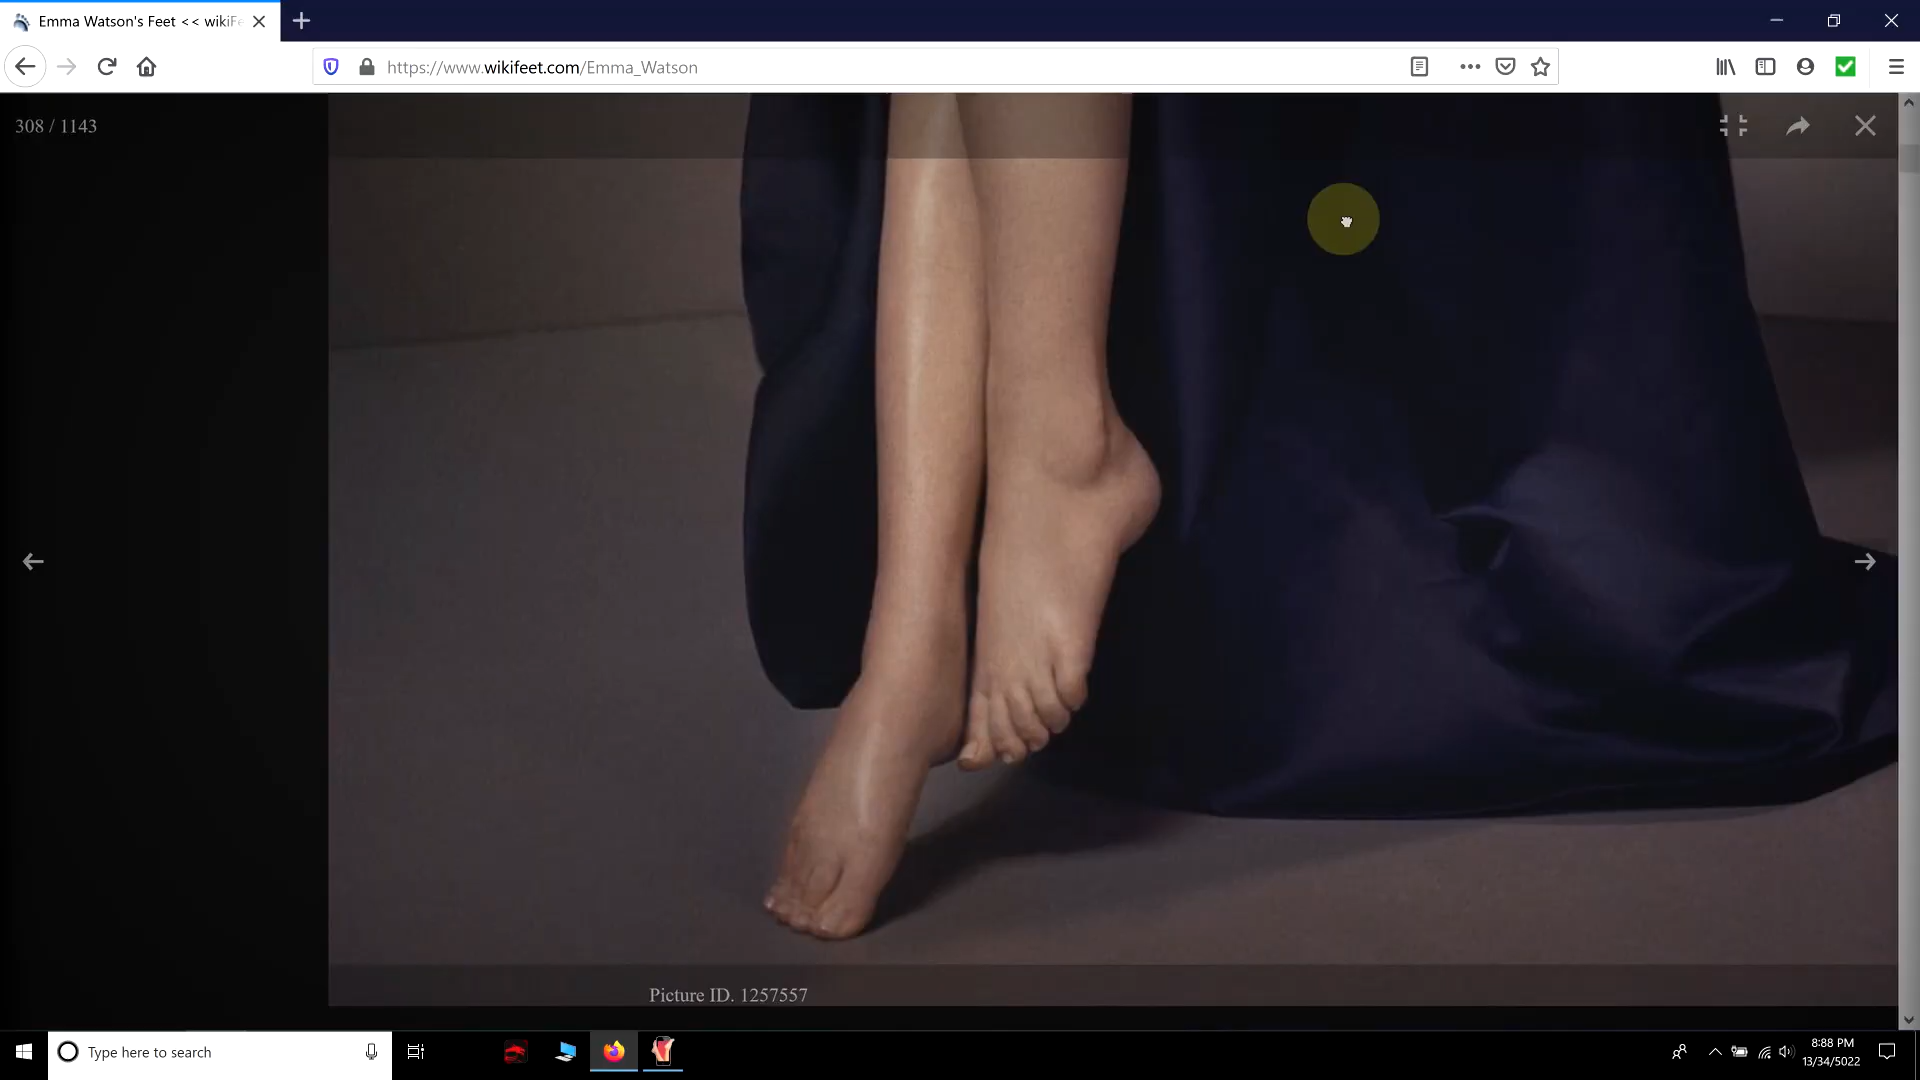 Emma Watson's Feet << wikiFe
https://www.wikifeet.com/Emma_Watson
308 / 1143
Picture ID. 1257557
Type here to search
8:88 PM
13/34/5022